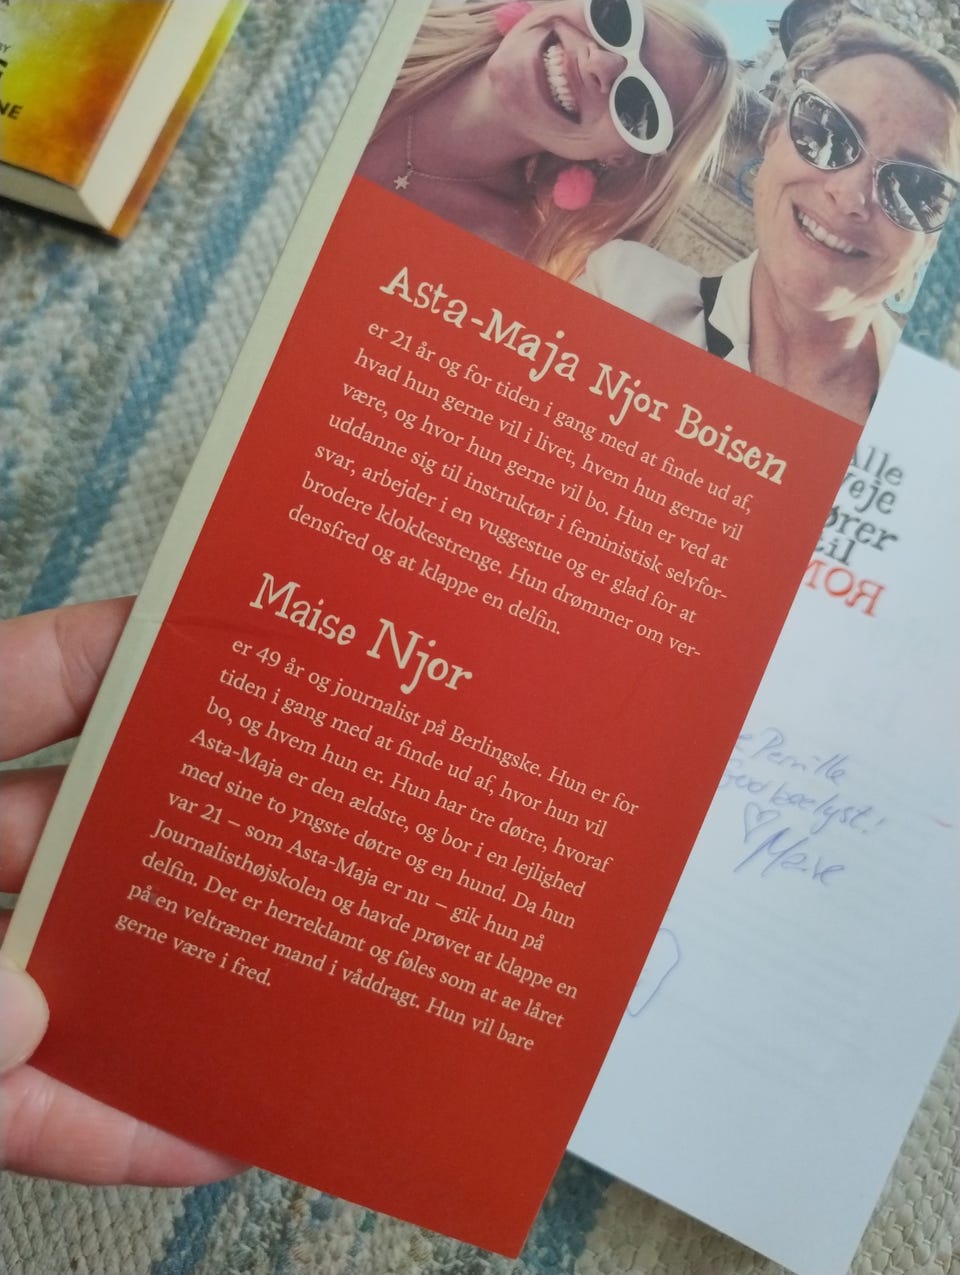 BY
NE
Asta-Maja Njor Boisen
er 21 år og for tiden i gang med at finde ud af,
hvad hun gerne vil i livet, hvem hun gerne vil
være, og hvor hun gerne vil bo. Hun er ved at
uddanne sig til instruktør i feministisk selvfor-
svar, arbejder i en vuggestue og er glad for at
brodere klokkestrenge. Hun drømmer om ver-
densfred og at klappe en delfin.
Maise Njor
er 49 år og journalist på Berlingske. Hun er for
tiden i gang med at finde ud af, hvor hun vil
bo, og hvem hun er. Hun har tre døtre, hvoraf
Asta-Maja er den ældste, og bor i en lejlighed
med sine to yngste døtre og en hund. Da hun
var 21 – som Asta-Maja er nu – gik hun på
Journalisthøjskolen og havde prøvet at klappe en
delfin. Det er herreklamt og føles som at ae låret
på en veltrænet mand i våddragt. Hun vil bare
gerne være i fred.
Alle
veje
ører
til
ЯOM
Pernille
God læselyst!
Maise